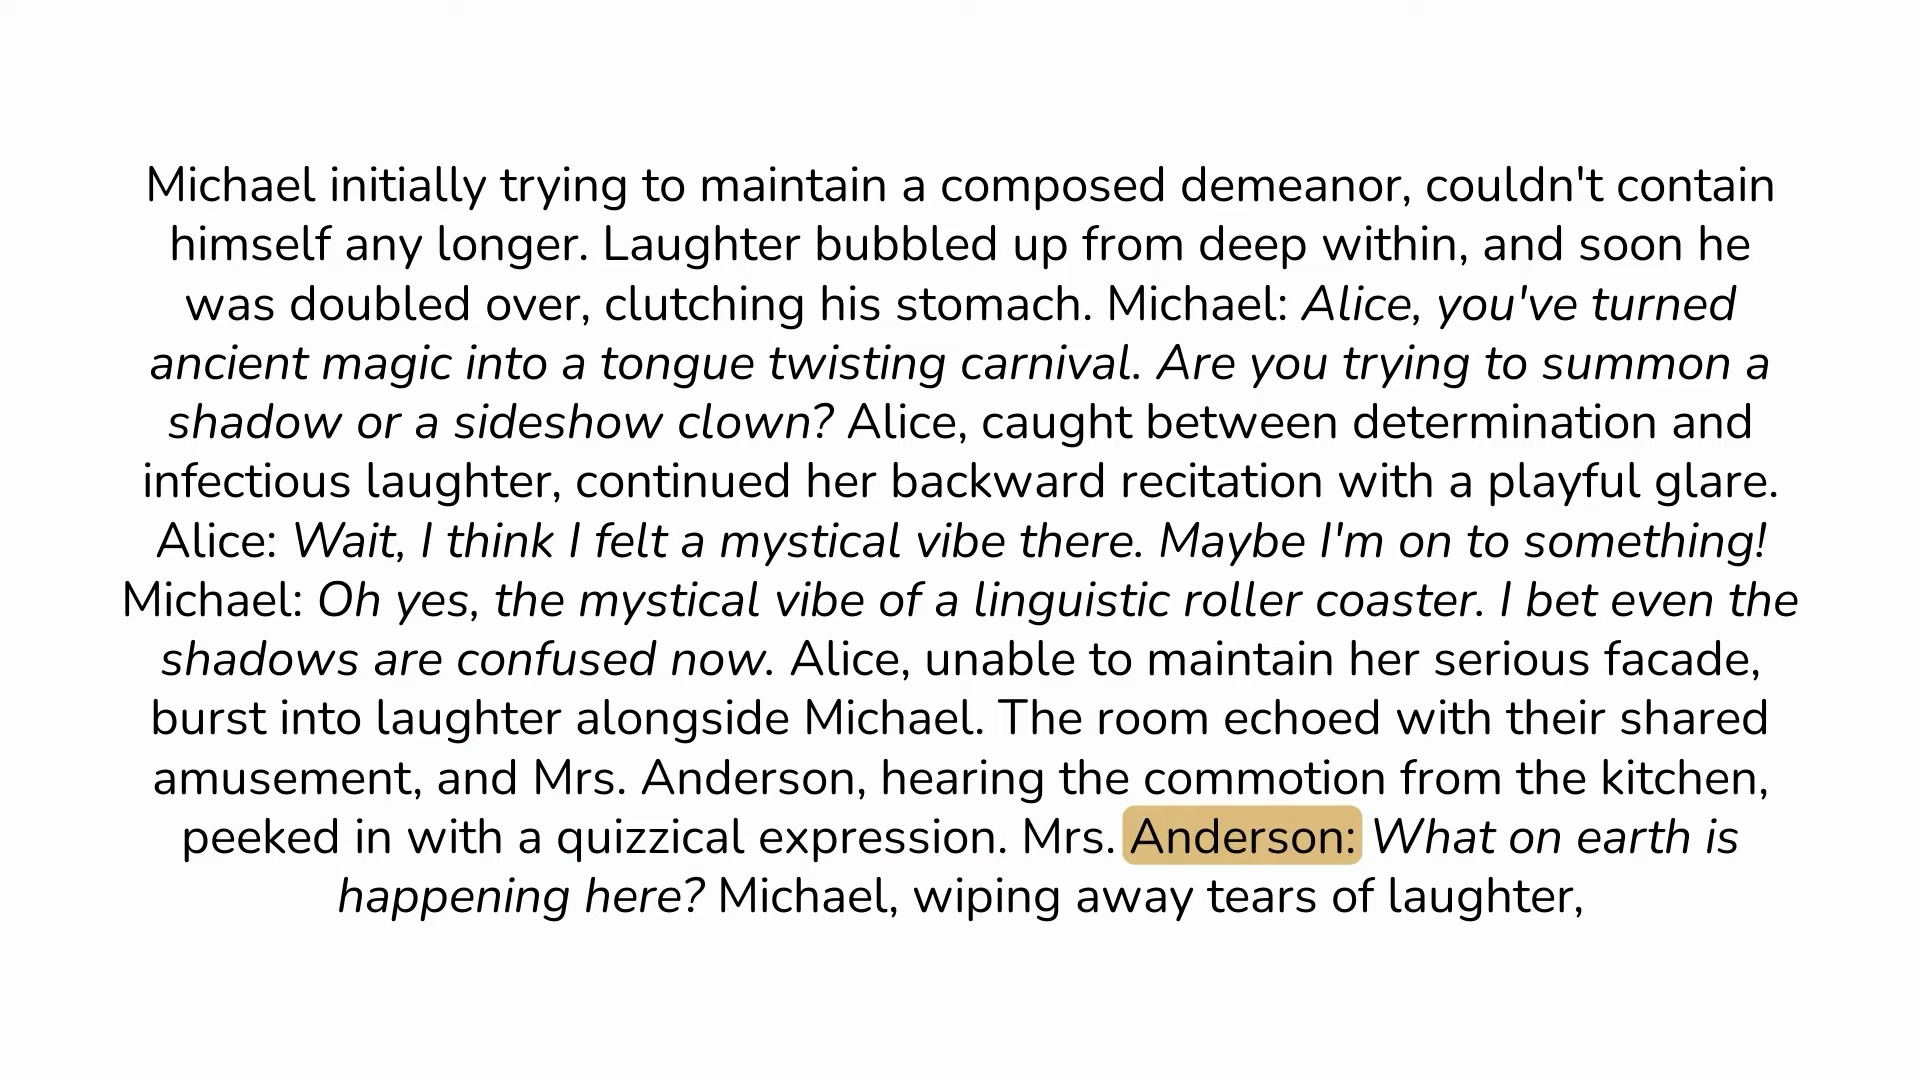 Michael initially trying to maintain a composed demeanor, couldn't contain
himself any longer. Laughter bubbled up from deep within, and soon he
was doubled over, clutching his stomach. Michael: Alice, you've turned
ancient magic into a tongue twisting carnival. Are you trying to summon a
shadow or a sideshow clown? Alice, caught between determination and
infectious laughter, continued her backward recitation with a playful glare.
Alice: Wait, I think I felt a mystical vibe there. Maybe I'm on to something!
Michael: Oh yes, the mystical vibe of a linguistic roller coaster. I bet even the
shadows are confused now. Alice, unable to maintain her serious facade,
burst into laughter alongside Michael. The room echoed with their shared
amusement, and Mrs. Anderson, hearing the commotion from the kitchen,
peeked in with a quizzical expression. Mrs. Anderson: What on earth is
happening here? Michael, wiping away tears of laughter,